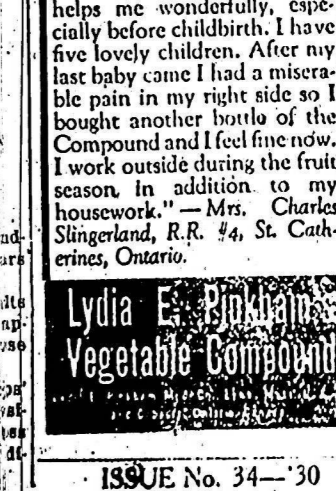 helps me wonderfully, espe-
cially before childbirth. I have
five lovely children. After my
last baby came I had a misera-
ble pain in my right side so I
bought another bottle of the
Compound and I feel fine now.
I work outside during the fruit
season in addition to my
housework." — Mrs. Charles
Slingerland, R.R. #4, St. Cath-
erines, Ontario.
Lydia E. Pinkham's
Vegetable Compound
ISSUE No. 34—'30